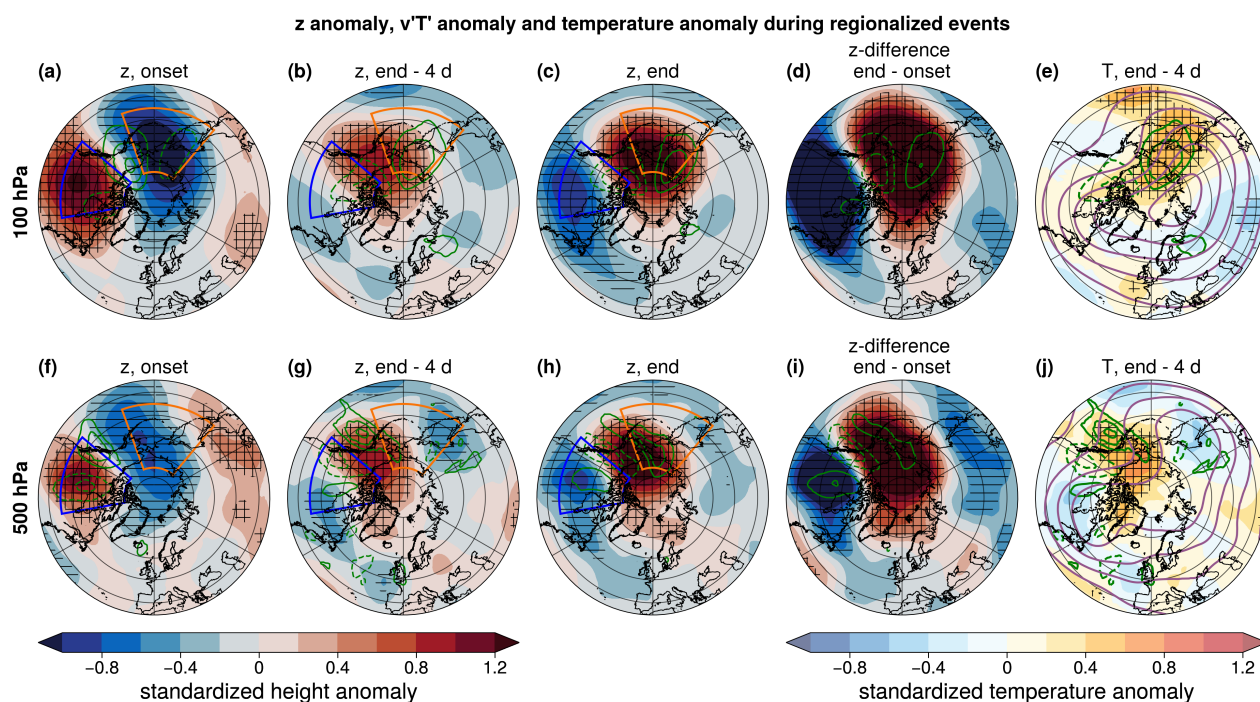 z anomaly, v'T' anomaly and temperature anomaly during regionalized events
(a) z, onset
(b) z, end - 4 d
(c) z, end
(d) z-difference
end - onset
(e) T, end - 4 d
100 hPa
(f) z, onset
(g) z, end - 4 d
(h) z, end
(i) z-difference
end - onset
(j) T, end - 4 d
500 hPa
−0.8 −0.4 0 0.4 0.8 1.2
standardized height anomaly
−0.8 −0.4 0 0.4 0.8 1.2
standardized temperature anomaly